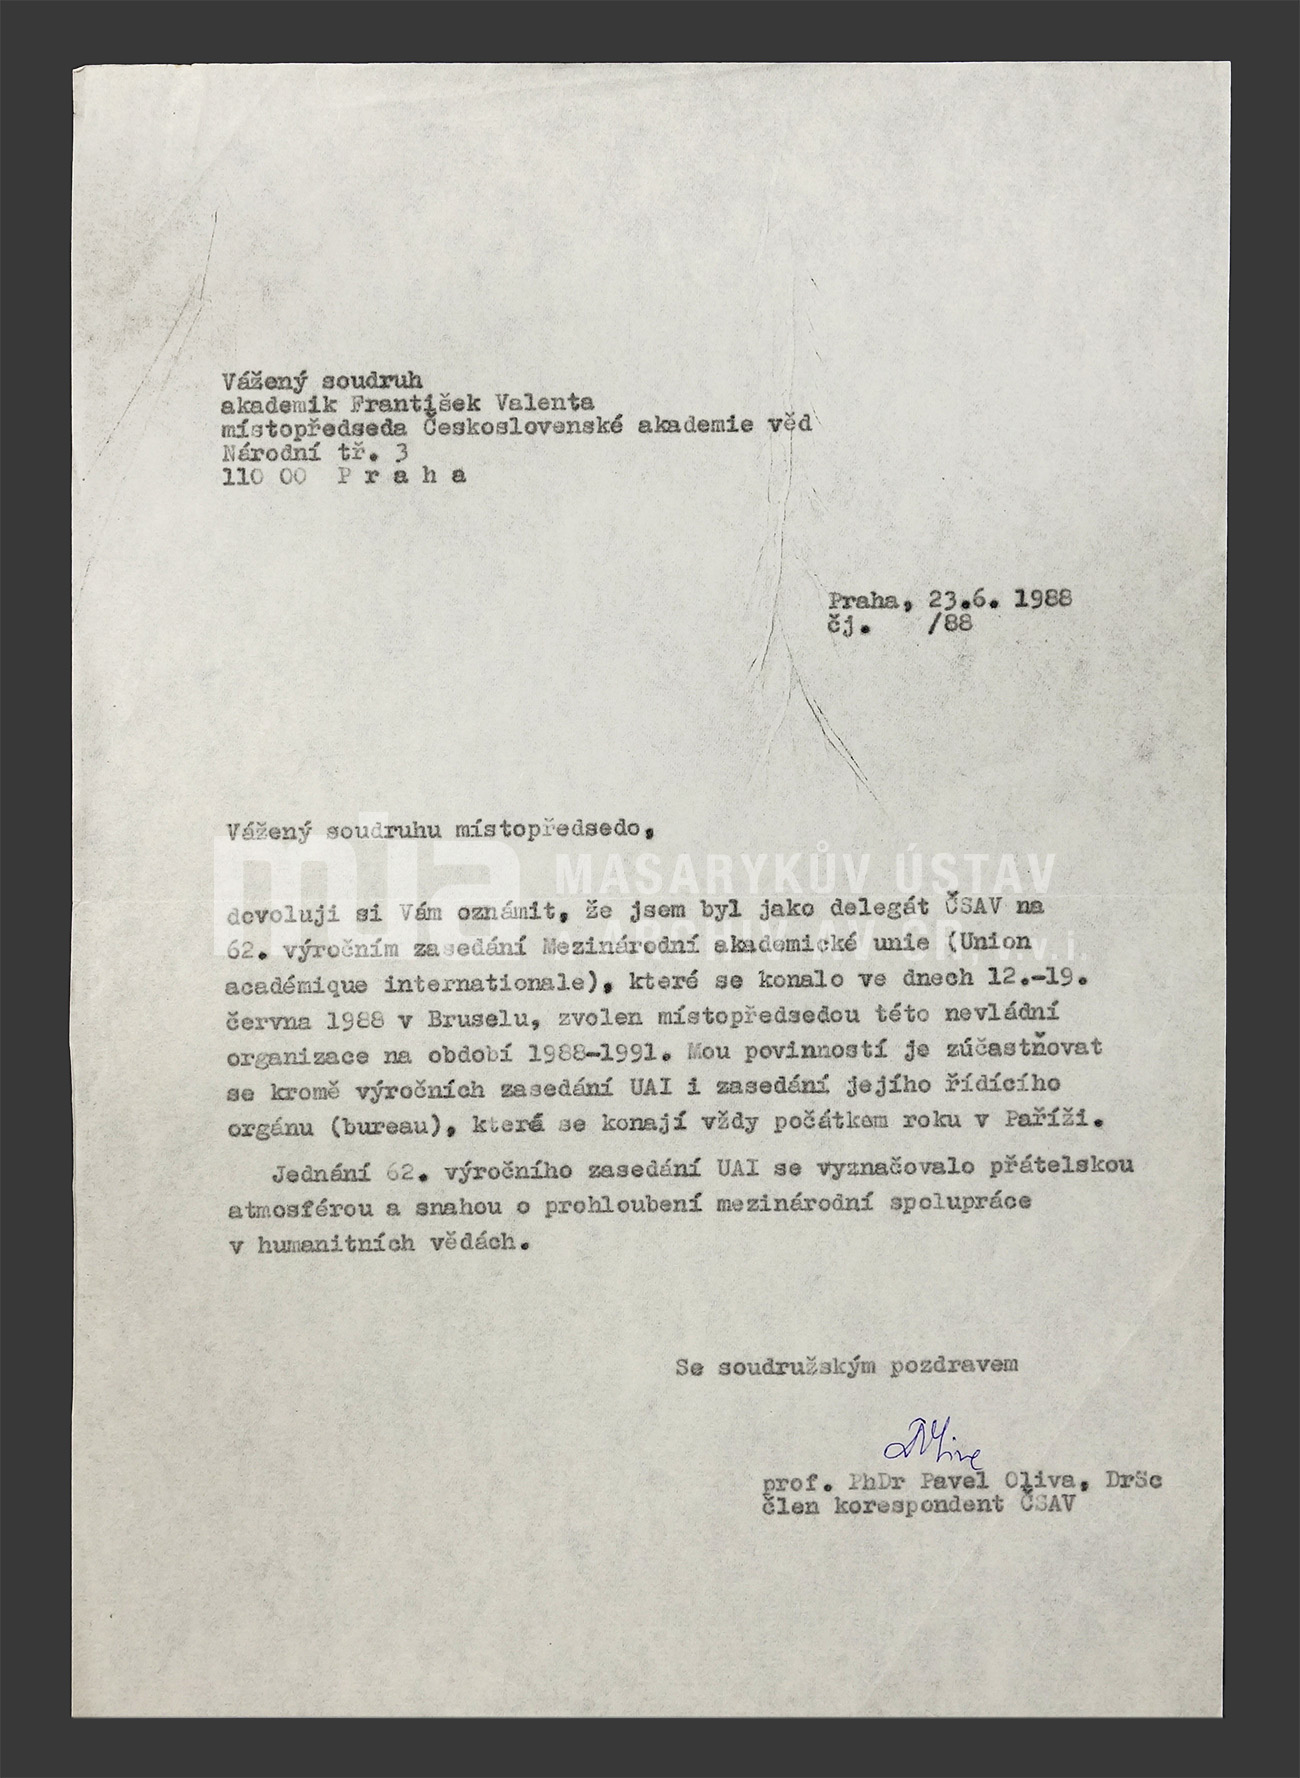 Vážený soudruh
akademik František Valenta
místopředseda Československé akademie věd
Národní tř. 3
110 00 P r a h a
Praha, 23.6. 1988
čj. /88
Vážený soudruhu místopředsedo,
dovoluji si Vám oznámit, že jsem byl jako delegát ČSAV na
62. výročním zasedání Mezinárodní akademické unie (Union
académique internationale), které se konalo ve dnech 12.-19.
června 1988 v Bruselu, zvolen místopředsedou této nevládní
organizace na období 1988-1991. Mou povinností je zúčastňovat
se kromě výročních zasedání UAI i zasedání jejího řídícího
orgánu (bureau), která se konají vždy počátkem roku v Paříži.
Jednání 62. výročního zasedání UAI se vyznačovalo přátelskou
atmosférou a snahou o prohloubení mezinárodní spolupráce
v humanitních vědách.
Se soudružským pozdravem
prof. PhDr Pavel Oliva, DrSc
člen korespondent ČSAV
mla MASARYKŮV ÚSTAV